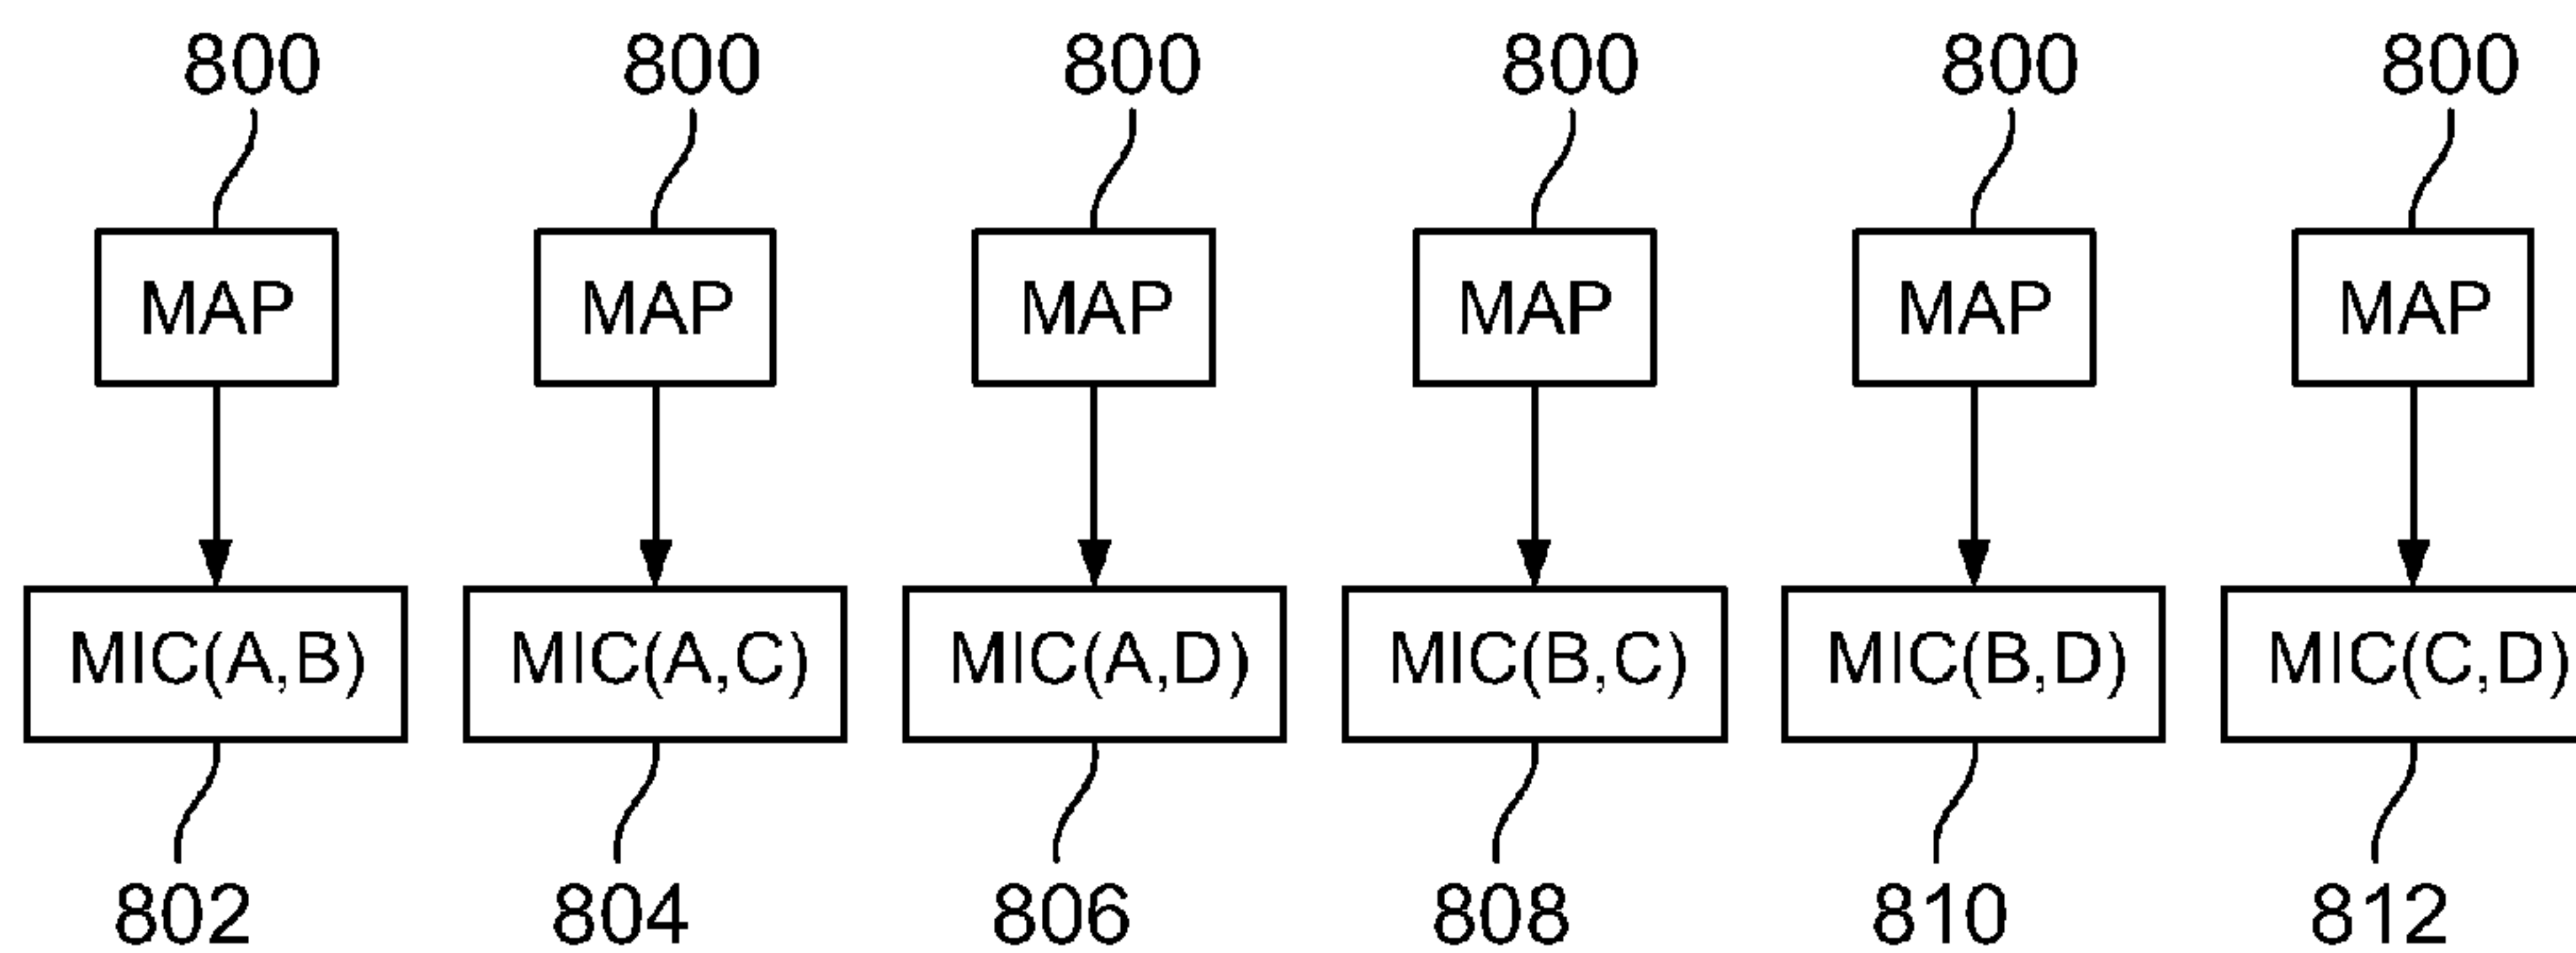 800 800 800 800 800 800
MAP MAP MAP MAP MAP MAP
MIC(A,B) MIC(A,C) MIC(A,D) MIC(B,C) MIC(B,D) MIC(C,D)
802 804 806 808 810 812